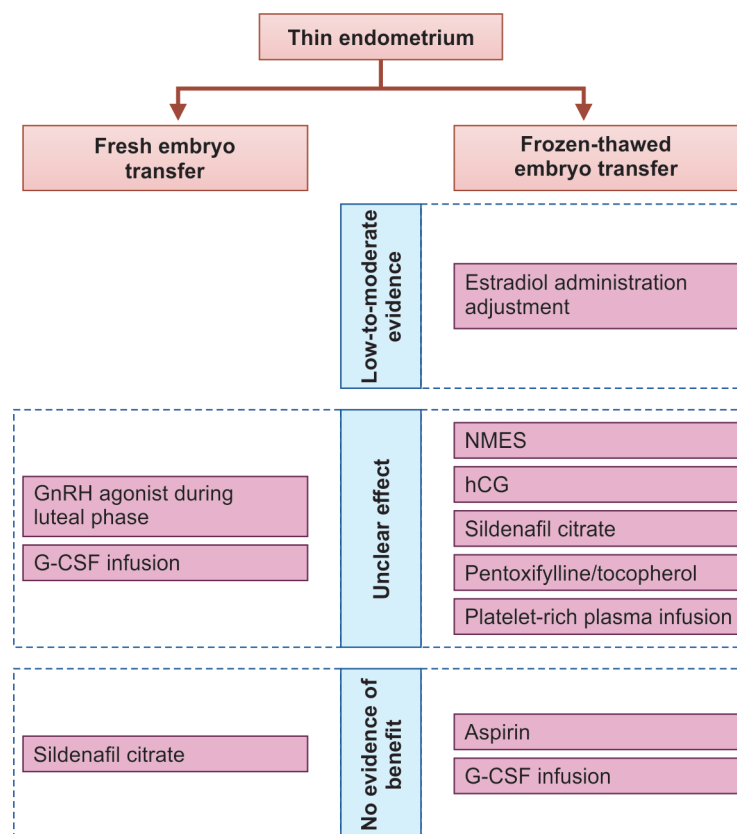 Thin endometrium
Fresh embryo
transfer
Frozen-thawed
embryo transfer
Low-to-moderate
evidence
Estradiol administration
adjustment
GnRH agonist during
luteal phase
G-CSF infusion
Unclear effect
NMES
hCG
Sildenafil citrate
Pentoxifylline/tocopherol
Platelet-rich plasma infusion
Sildenafil citrate
No evidence of
benefit
Aspirin
G-CSF infusion